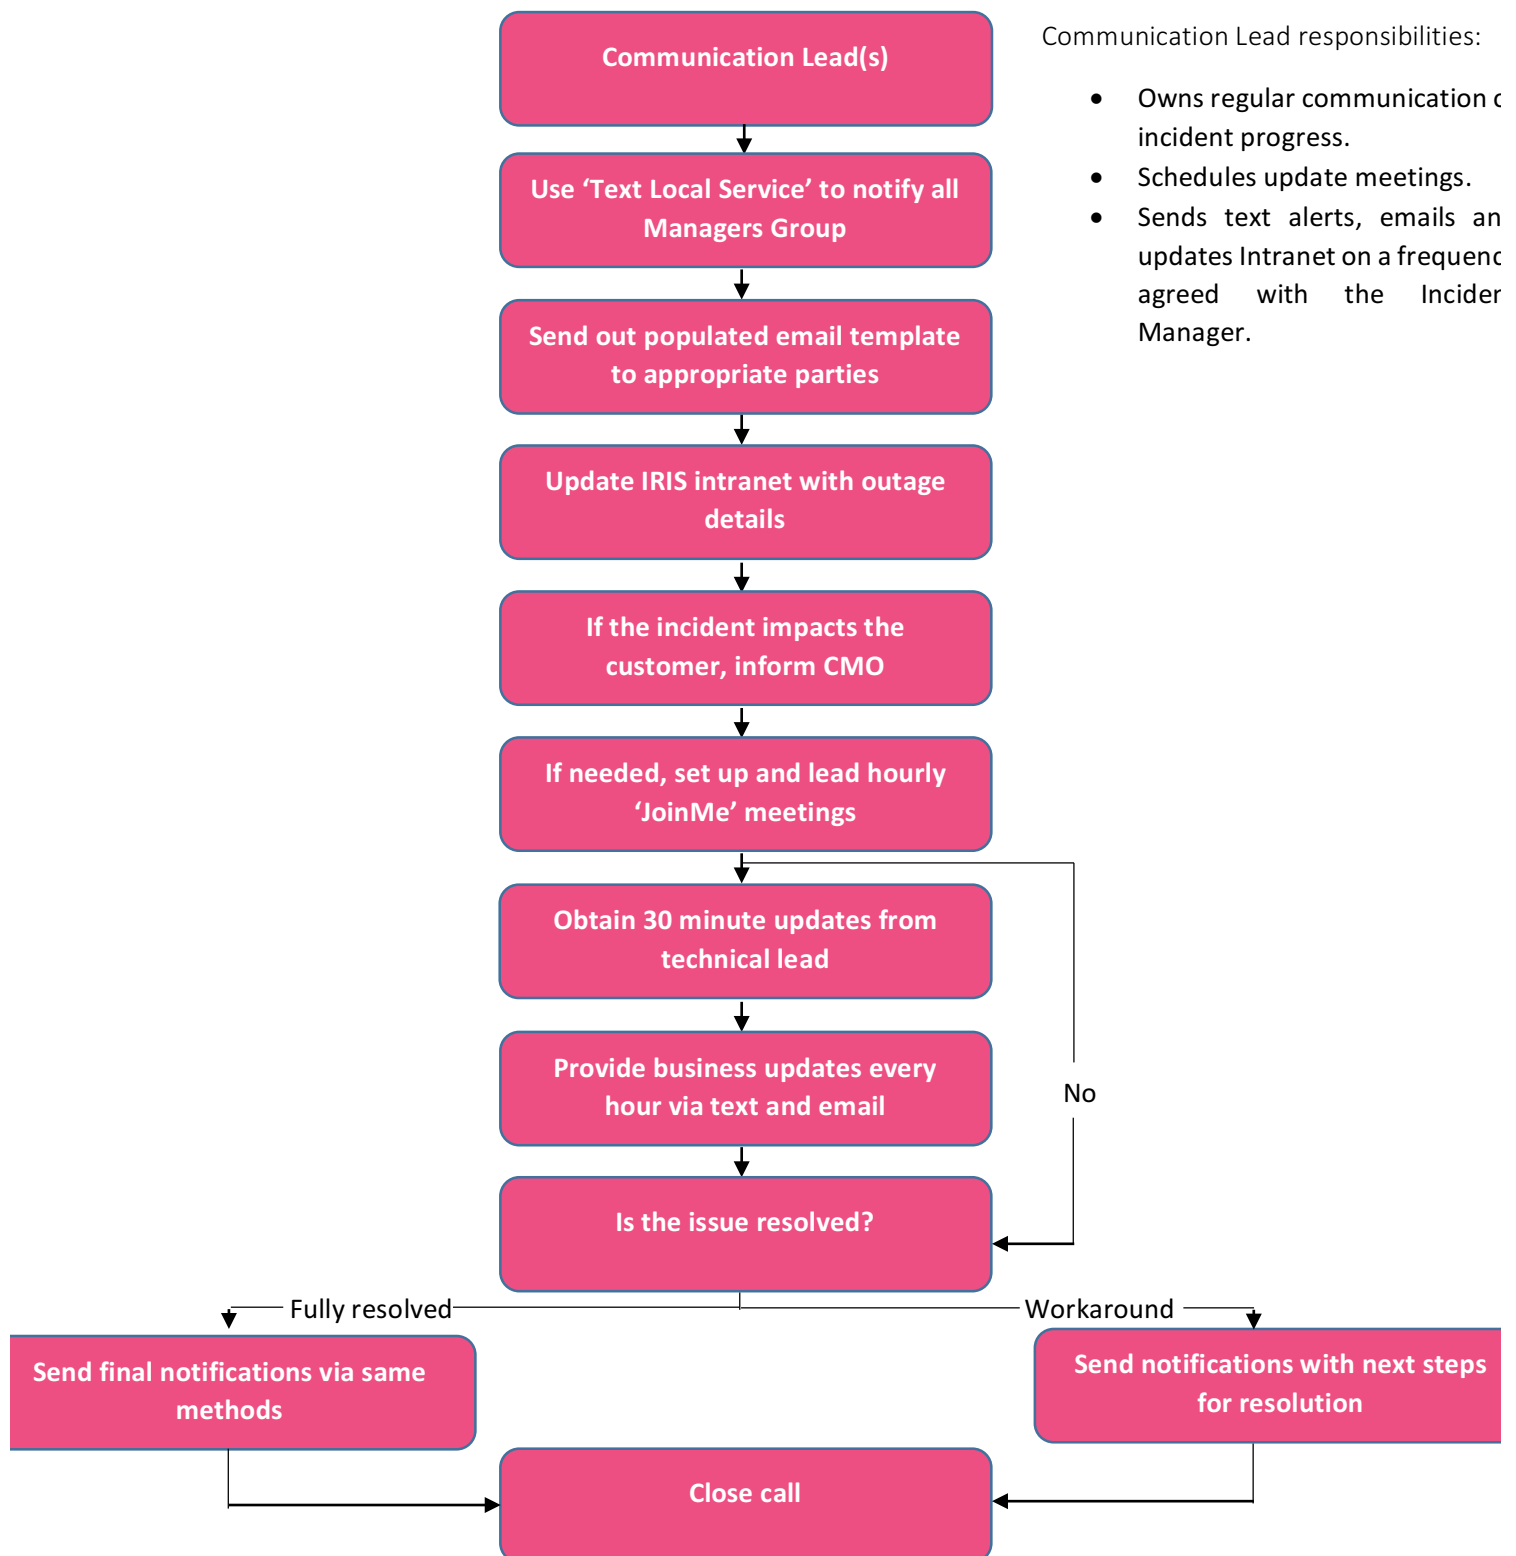 Communication Lead(s)
Communication Lead responsibilities:
• Owns regular communication
incident progress.
• Schedules update meetings.
• Sends text alerts, emails
updates Intranet on a
agreed with the
Manager.
Use ‘Text Local Service’ to notify all
Managers Group
Send out populated email template
to appropriate parties
Update IRIS intranet with outage
details
If the incident impacts the
customer, inform CMO
If needed, set up and lead hourly
‘JoinMe’ meetings
Obtain 30 minute updates from
technical lead
Provide business updates every
hour via text and email
No
Is the issue resolved?
Fully resolved
Workaround
Send final notifications via same
methods
Send notifications with next steps
for resolution
Close call